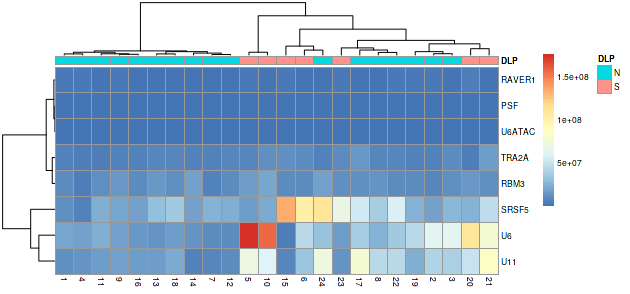 DLP
RAVER1
PSF
U6ATAC
TRA2A
RBM3
SRSF5
U6
U11
1 4 11 9 16 13 18 14 7 12 5 10 15 6 24 23 17 8 22 19 2 3 20 21
1.5e+08
1e+08
5e+07
DLP
N
S